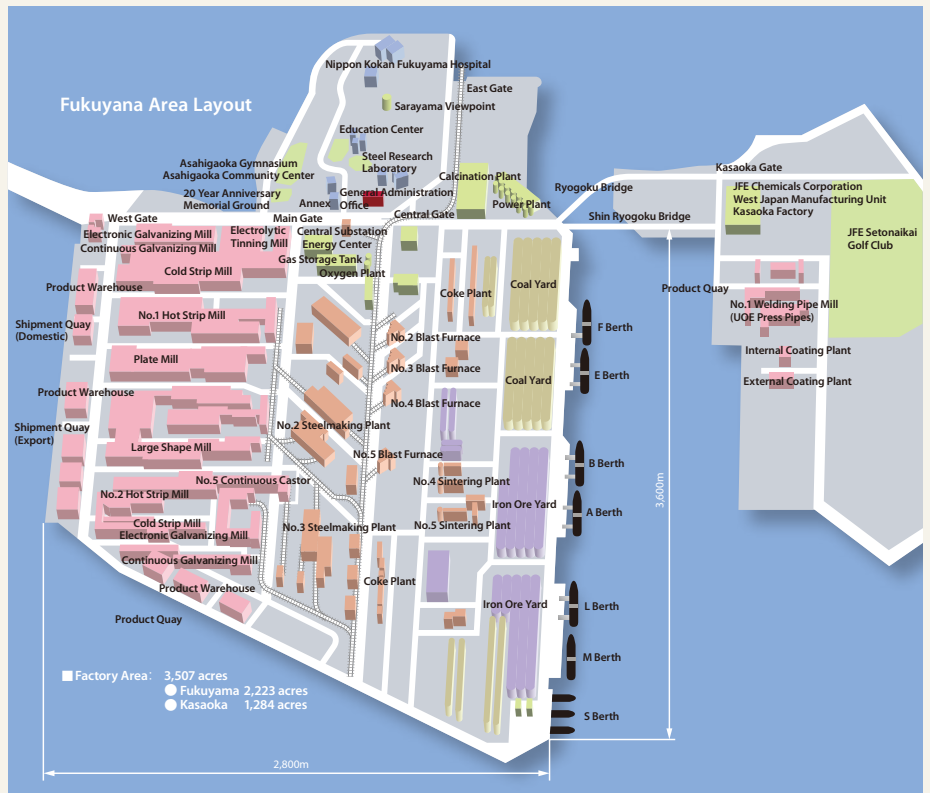 Fukuyana Area Layout
Nippon Kokan Fukuyama Hospital
East Gate
Sarayama Viewpoint
Education Center
Steel Research
Laboratory
Asahigaoka Gymnasium
Asahigaoka Community Center
Calcination Plant
Power Plant
20 Year Anniversary
Memorial Ground
General Administration
Office
Annex
Central Gate
Ryogoku Bridge
Shin Ryogoku Bridge
Kasaoka Gate
JFE Chemicals Corporation
West Japan Manufacturing Unit
Kasaoka Factory
JFE Setonaikai
Golf Club
West Gate
Main Gate
Electronic Galvanizing Mill
Continuous Galvanizing Mill
Electrolytic
Tinning Mill
Central Substation
Energy Center
Gas Storage Tank
Oxygen Plant
Cold Strip Mill
Product Warehouse
Coke Plant
Coal Yard
Product Quay
No.1 Welding Pipe Mill
(UOE Press Pipes)
Internal Coating Plant
External Coating Plant
No.1 Hot Strip Mill
Shipment Quay
(Domestic)
F Berth
No.2 Blast Furnace
Plate Mill
No.3 Blast Furnace
E Berth
Coal Yard
Product Warehouse
No.4 Blast Furnace
Shipment Quay
(Export)
No.2 Steelmaking Plant
Large Shape Mill
No.5 Blast Furnace
B Berth
No.5 Continuous Castor
No.4 Sintering Plant
No.2 Hot Strip Mill
Iron Ore Yard
A Berth
3,600m
Cold Strip Mill
Electronic Galvanizing Mill
No.3 Steelmaking Plant
No.5 Sintering Plant
Continuous Galvanizing Mill
Product Warehouse
Coke Plant
Iron Ore Yard
L Berth
Product Quay
M Berth
S Berth
Factory Area: 3,507 acres
Fukuyama 2,223 acres
Kasaoka 1,284 acres
2,800m